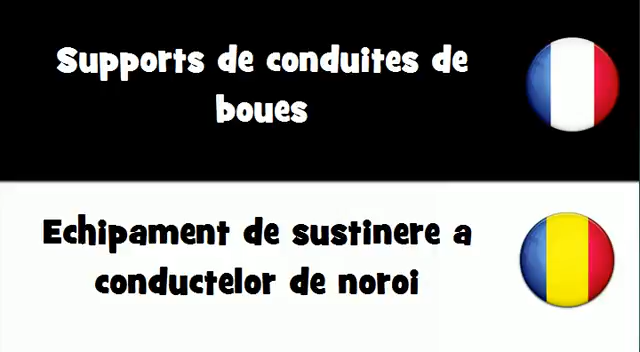 Supports de conduites de
boues
Echipament de sustinere a
conductelor de noroi